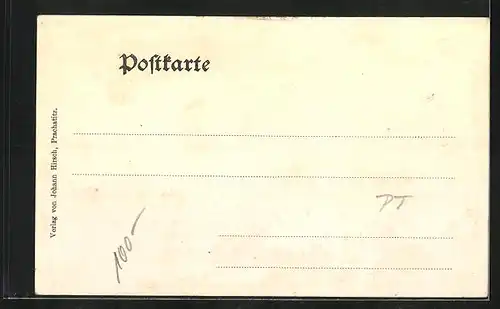 Postkarte
Verlag von Johann Hirsch, Prachatitz.
PT
100-